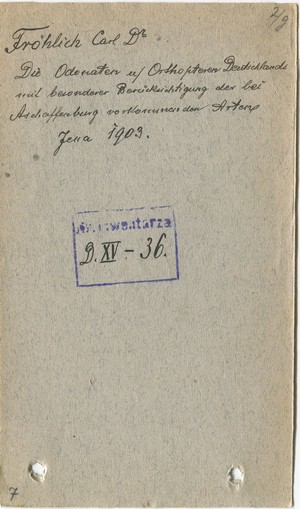 2/9
Fröhlich Carl Dr
Die Odonaten u/ Orthopteren Deutschlands
mit besonderer Berücksichtigung der bei
Aschaffenburg vorkommenden Arten
Jena 1903.
inwentarza
D. XV – 36.
7